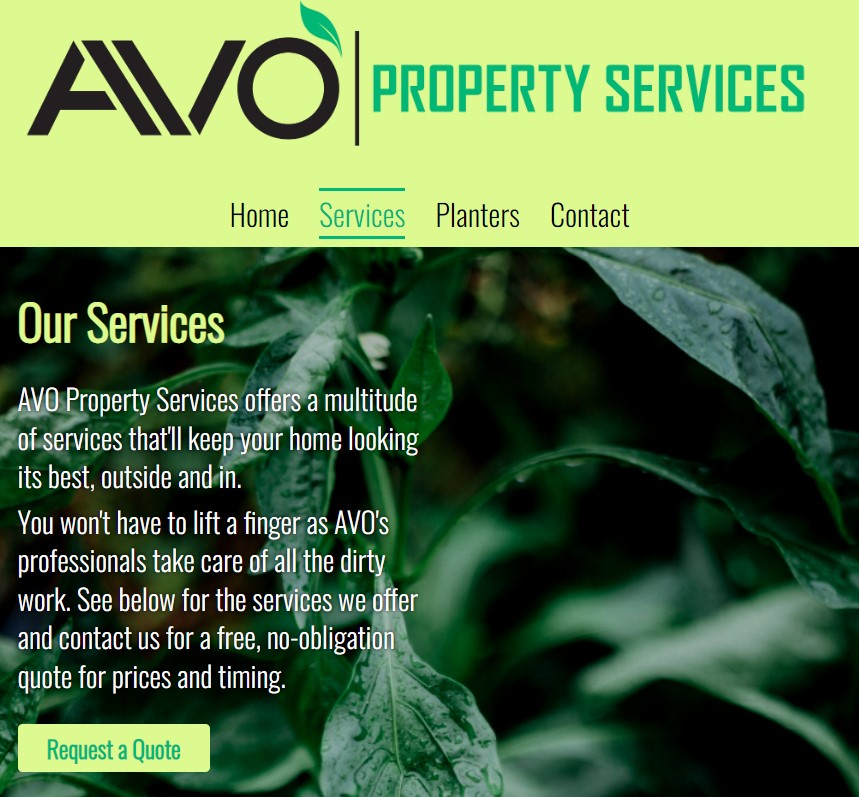 AVO PROPERTY SERVICES
Home Services Planters Contact
Our Services
AVO Property Services offers a multitude
of services that'll keep your home looking
its best, outside and in.
You won't have to lift a finger as AVO's
professionals take care of all the dirty
work. See below for the services we offer
and contact us for a free, no-obligation
quote for prices and timing.
Request a Quote